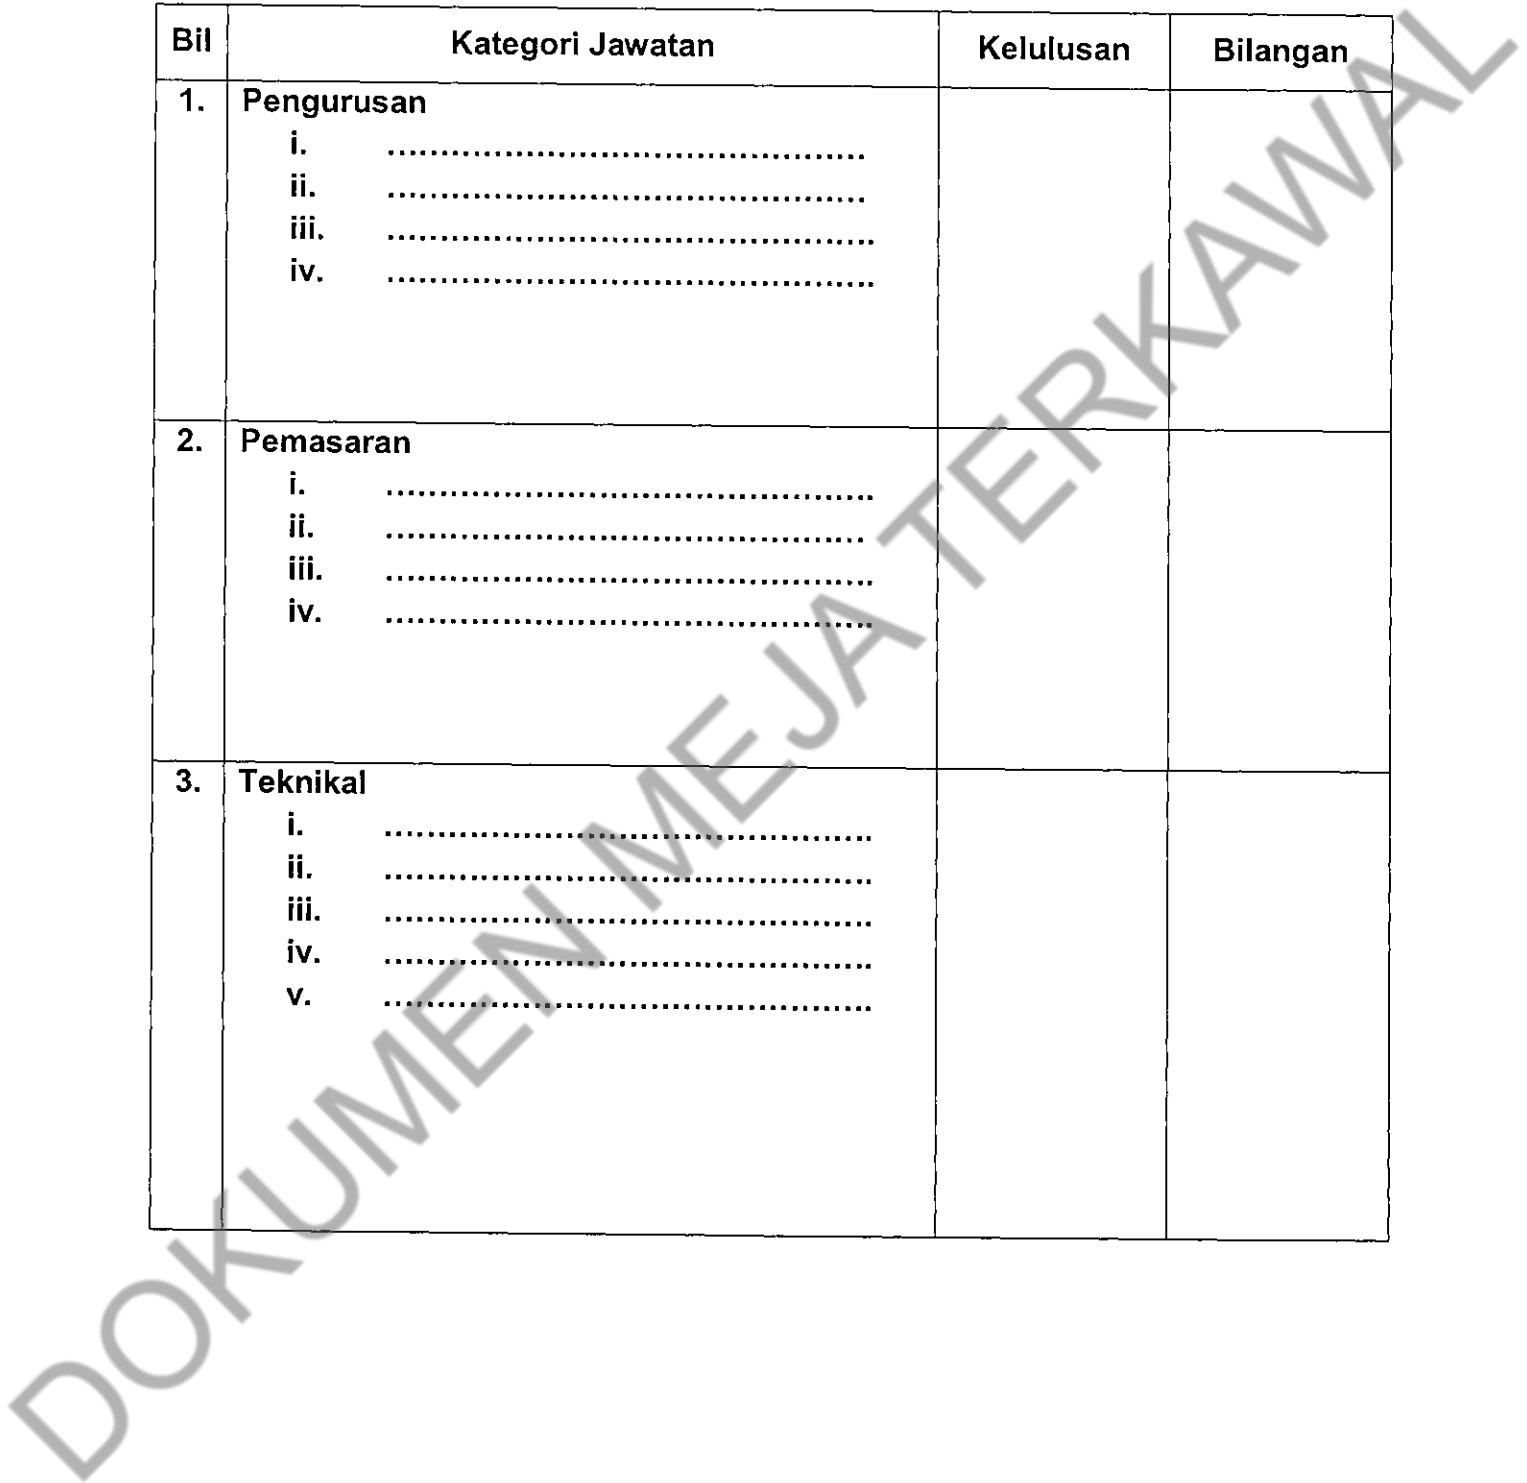 Bil Kategori Jawatan Kelulusan Bilangan
1. Pengurusan
i. ............................................
ii. ............................................
iii. ............................................
iv. ............................................
2. Pemasaran
i. ............................................
ii. ............................................
iii. ............................................
iv. ............................................
3. Teknikal
i. ............................................
ii. ............................................
iii. ............................................
iv. ............................................
v. ............................................
DOKUMEN MEJA TERKAWAL